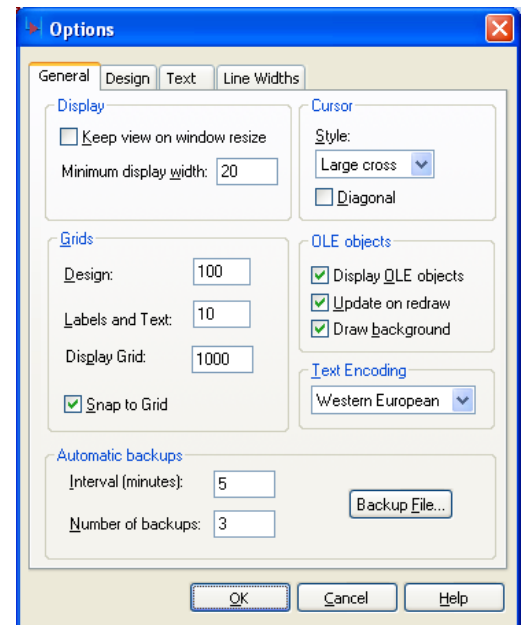 Options
General Design Text Line Widths
Display
Keep view on window resize
Minimum display width: 20
Cursor
Style:
Large cross
Diagonal
Grids
Design: 100
Labels and Text: 10
Display Grid: 1000
Snap to Grid
OLE objects
Display OLE objects
Update on redraw
Draw background
Text Encoding
Western European
Automatic backups
Interval (minutes): 5
Number of backups: 3
Backup File...
OK Cancel Help